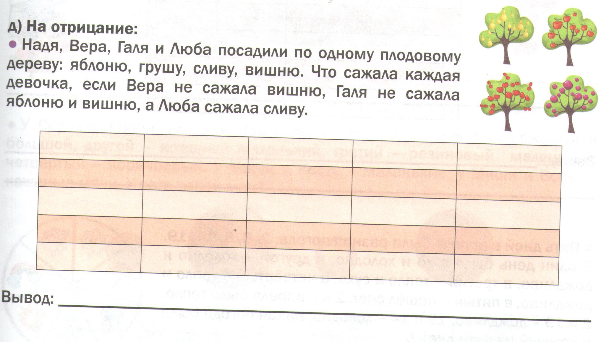 д) На отрицание:
• Надя, Вера, Галя и Люба посадили по одному плодовому
дереву: яблоню, грушу, сливу, вишню. Что сажала каждая
девочка, если Вера не сажала вишню, Галя не сажала
яблоню и вишню, а Люба сажала сливу.
Вывод: